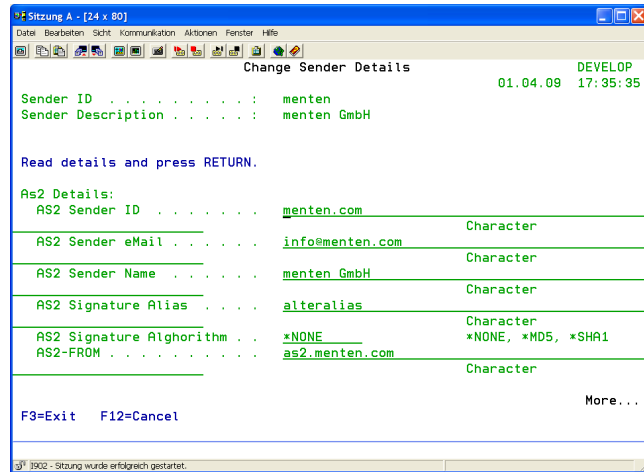 Sitzung A - [24 x 80]
Datei Bearbeiten Sicht Kommunikation Aktionen Fenster Hilfe
Change Sender Details DEVELOP
01.04.09 17:35:35
Sender ID . . . . . . . . . : menten
Sender Description . . . . . : menten GmbH
Read details and press RETURN.
As2 Details:
AS2 Sender ID . . . . . . . menten.com
Character
AS2 Sender eMail . . . . . . info@menten.com
Character
AS2 Sender Name . . . . . . menten GmbH
Character
AS2 Signature Alias . . . . alteralias
Character
AS2 Signature Alghorithm . . *NONE *NONE, *MD5, *SHA1
AS2-FROM . . . . . . . . . . as2.menten.com
Character
More...
F3=Exit F12=Cancel
I902 - Sitzung wurde erfolgreich gestartet.